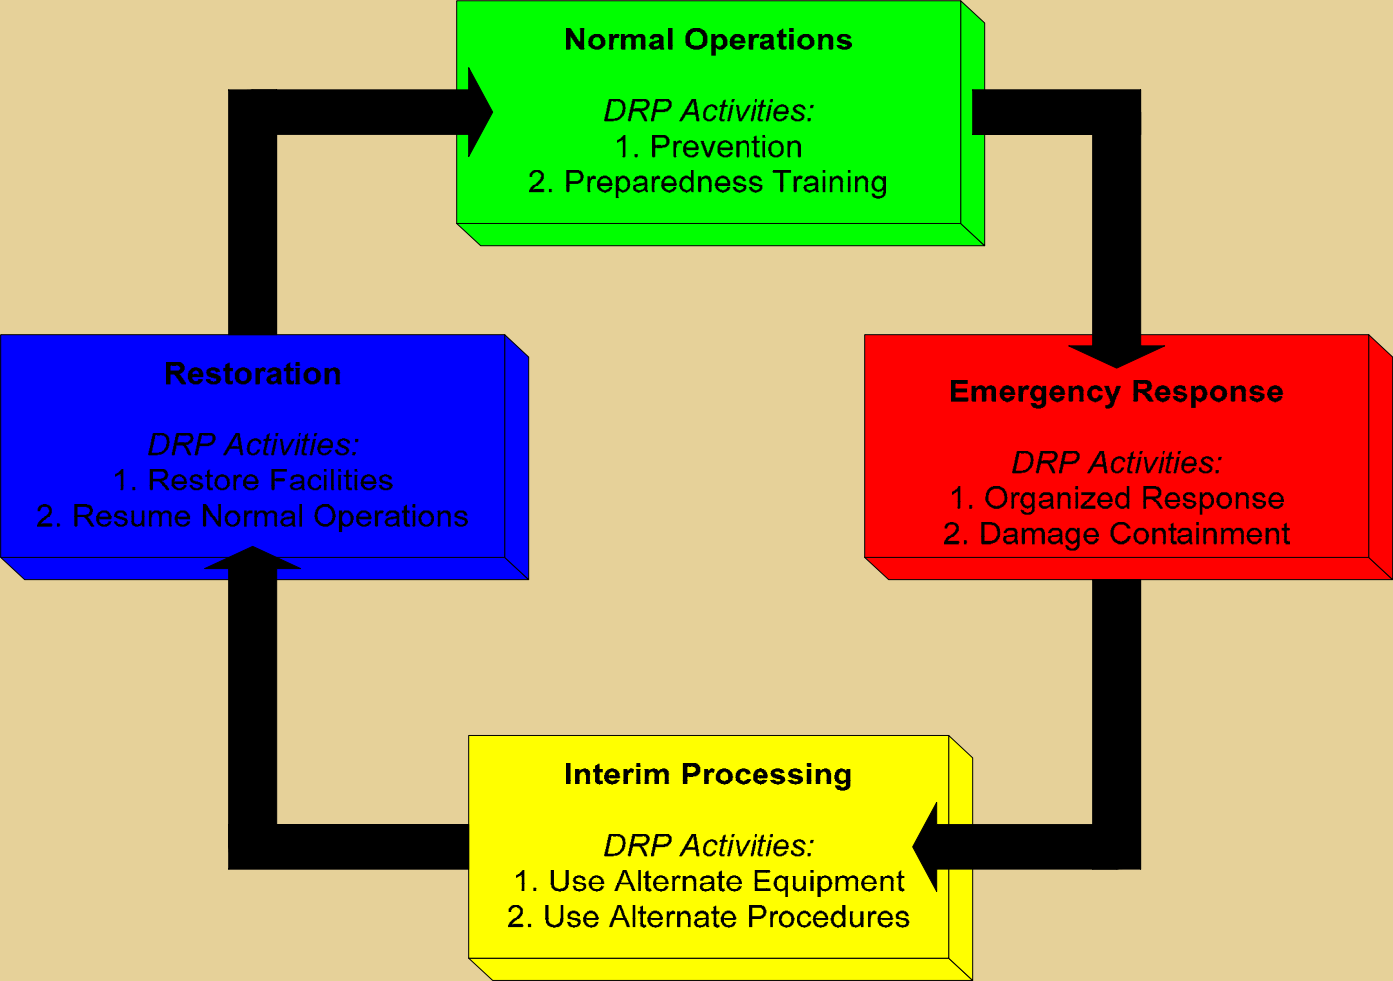 Normal Operations
DRP Activities:
1. Prevention
2. Preparedness Training
Restoration
DRP Activities:
1. Restore Facilities
2. Resume Normal Operations
Emergency Response
DRP Activities:
1. Organized Response
2. Damage Containment
Interim Processing
DRP Activities:
1. Use Alternate Equipment
2. Use Alternate Procedures